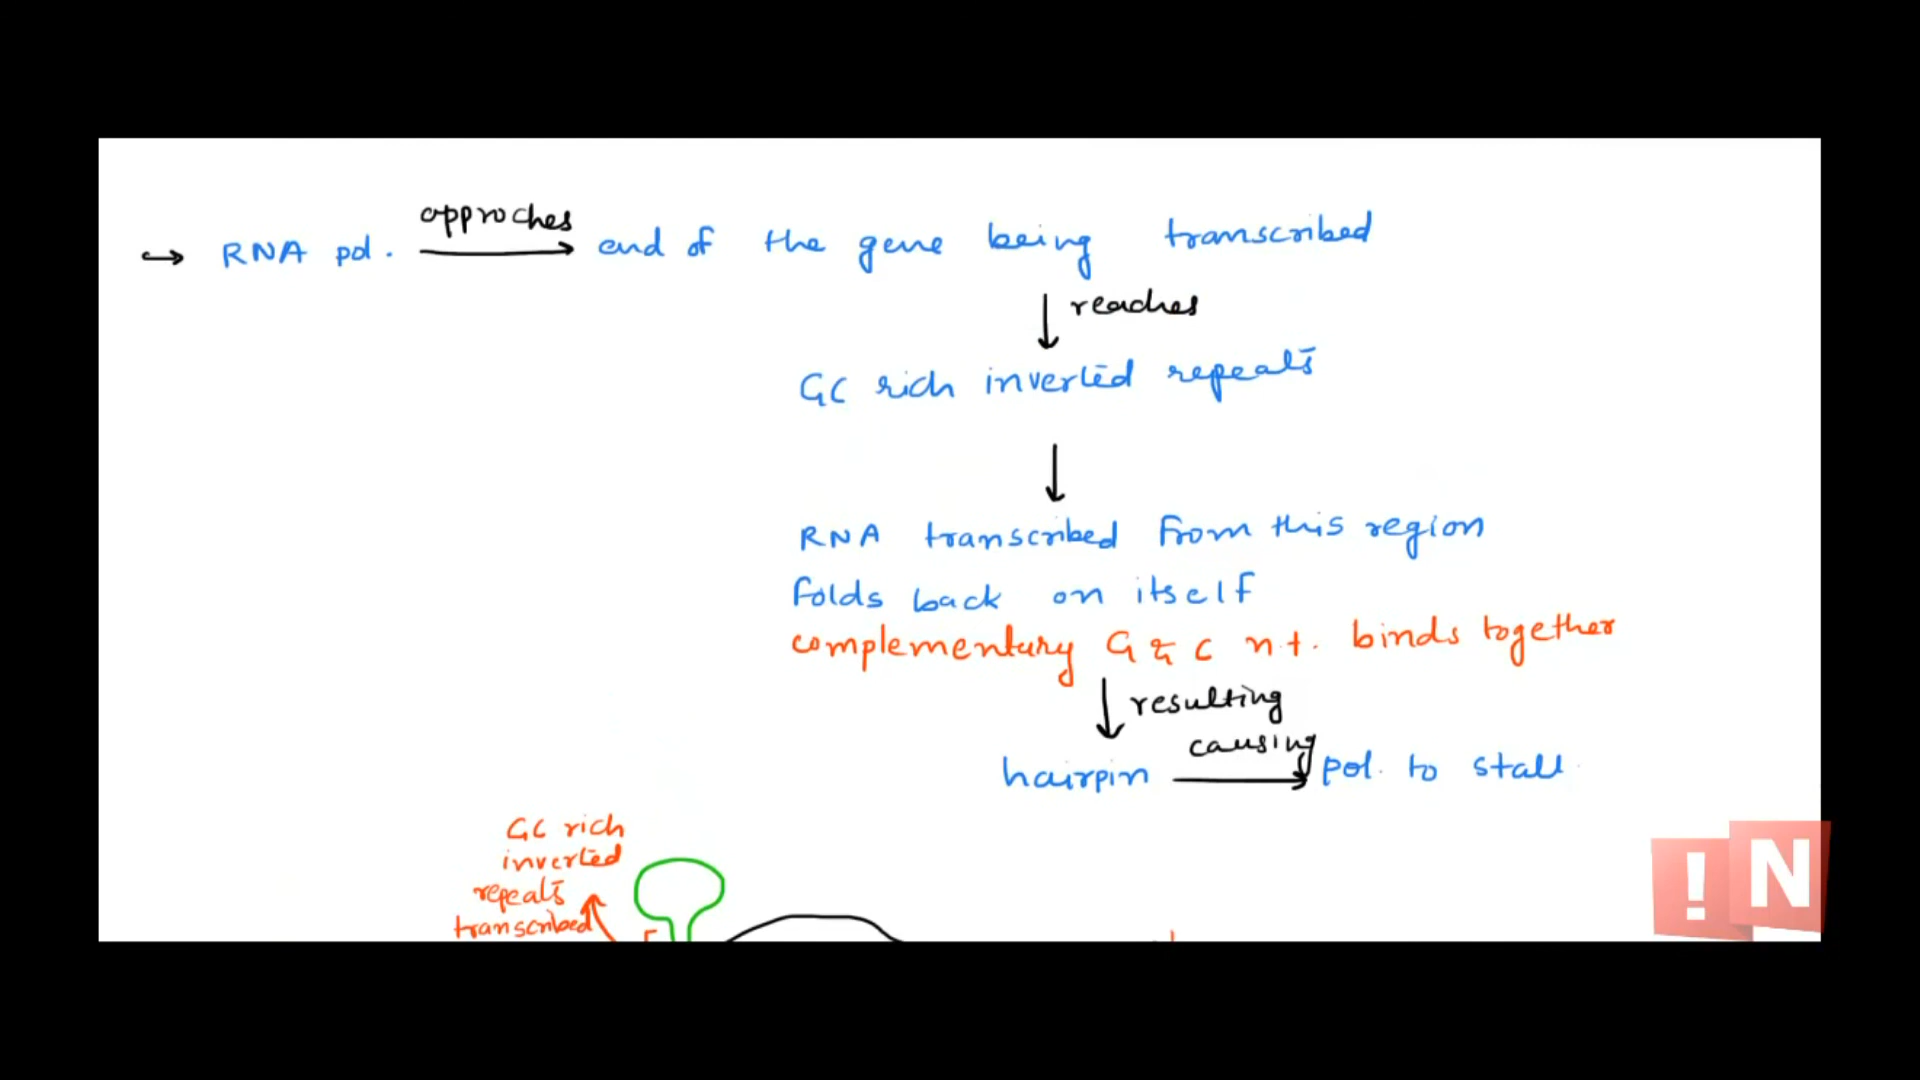 approches
↪ RNA pol. → end of the gene being transcribed
↓ reaches
GC rich inverted repeats
↓
RNA transcribed from this region
folds back on itself
complementary G & C nt. binds together
↓ resulting
causing
hairpin → pol. to stall
GC rich
inverted
repeats
transcribed
!N